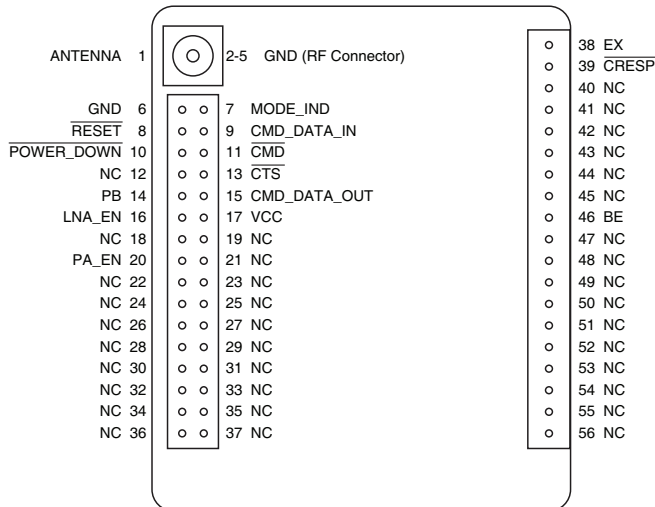 ANTENNA 1 2-5 GND (RF Connector) 38 EX
39 CRESP
40 NC
GND 6 7 MODE_IND 41 NC
RESET 8 9 CMD_DATA_IN 42 NC
POWER_DOWN 10 11 CMD 43 NC
NC 12 13 CTS 44 NC
PB 14 15 CMD_DATA_OUT 45 NC
LNA_EN 16 17 VCC 46 BE
NC 18 19 NC 47 NC
PA_EN 20 21 NC 48 NC
NC 22 23 NC 49 NC
NC 24 25 NC 50 NC
NC 26 27 NC 51 NC
NC 28 29 NC 52 NC
NC 30 31 NC 53 NC
NC 32 33 NC 54 NC
NC 34 35 NC 55 NC
NC 36 37 NC 56 NC